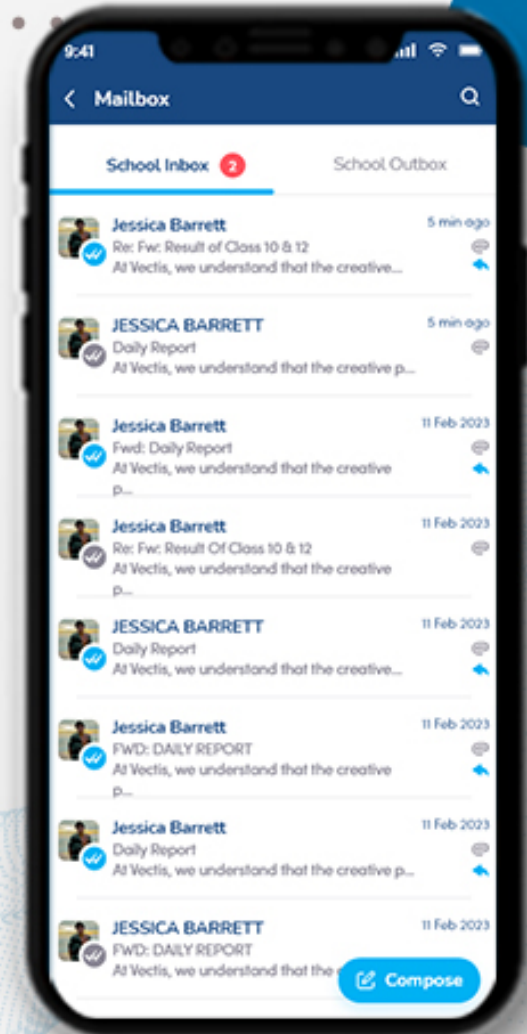 9:41
Mailbox
School Inbox 2
School Outbox
Jessica Barrett 5 min ago
Re: Fw: Result of Class 10 & 12
At Vectis, we understand that the creative...
JESSICA BARRETT 5 min ago
Daily Report
At Vectis, we understand that the creative p...
Jessica Barrett 11 Feb 2023
Fwd: Daily Report
At Vectis, we understand that the creative
p...
Jessica Barrett 11 Feb 2023
Re: Fw: Result Of Class 10 & 12
At Vectis, we understand that the creative
p...
JESSICA BARRETT 11 Feb 2023
Daily Report
At Vectis, we understand that the creative...
Jessica Barrett 11 Feb 2023
FWD: DAILY REPORT
At Vectis, we understand that the creative
p...
Jessica Barrett 11 Feb 2023
Daily Report
At Vectis, we understand that the creative p...
JESSICA BARRETT 11 Feb 2023
FWD: DAILY REPORT
At Vectis, we understand that the
Compose